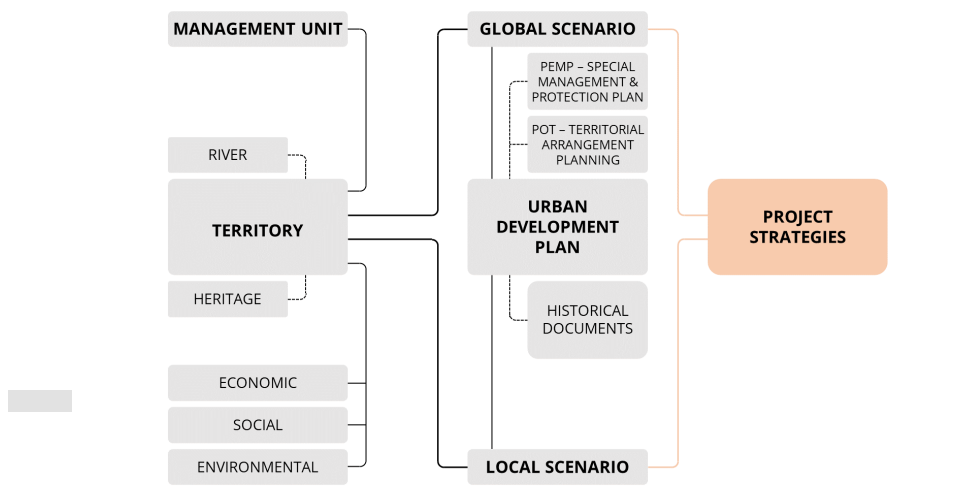 MANAGEMENT UNIT
RIVER
TERRITORY
HERITAGE
ECONOMIC
SOCIAL
ENVIRONMENTAL
GLOBAL SCENARIO
PEMP – SPECIAL
MANAGEMENT &
PROTECTION PLAN
POT – TERRITORIAL
ARRANGEMENT
PLANNING
URBAN
DEVELOPMENT
PLAN
HISTORICAL
DOCUMENTS
LOCAL SCENARIO
PROJECT
STRATEGIES